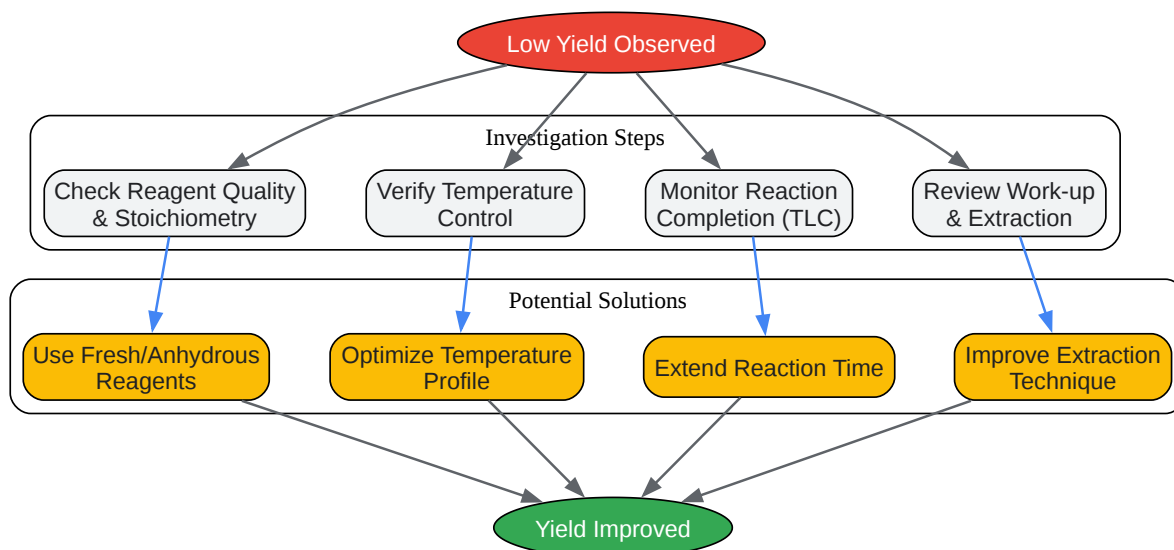 Low Yield Observed
Investigation Steps
Check Reagent Quality
& Stoichiometry
Verify Temperature
Control
Monitor Reaction
Completion (TLC)
Review Work-up
& Extraction
Potential Solutions
Use Fresh/Anhydrous
Reagents
Optimize Temperature
Profile
Extend Reaction Time
Improve Extraction
Technique
Yield Improved